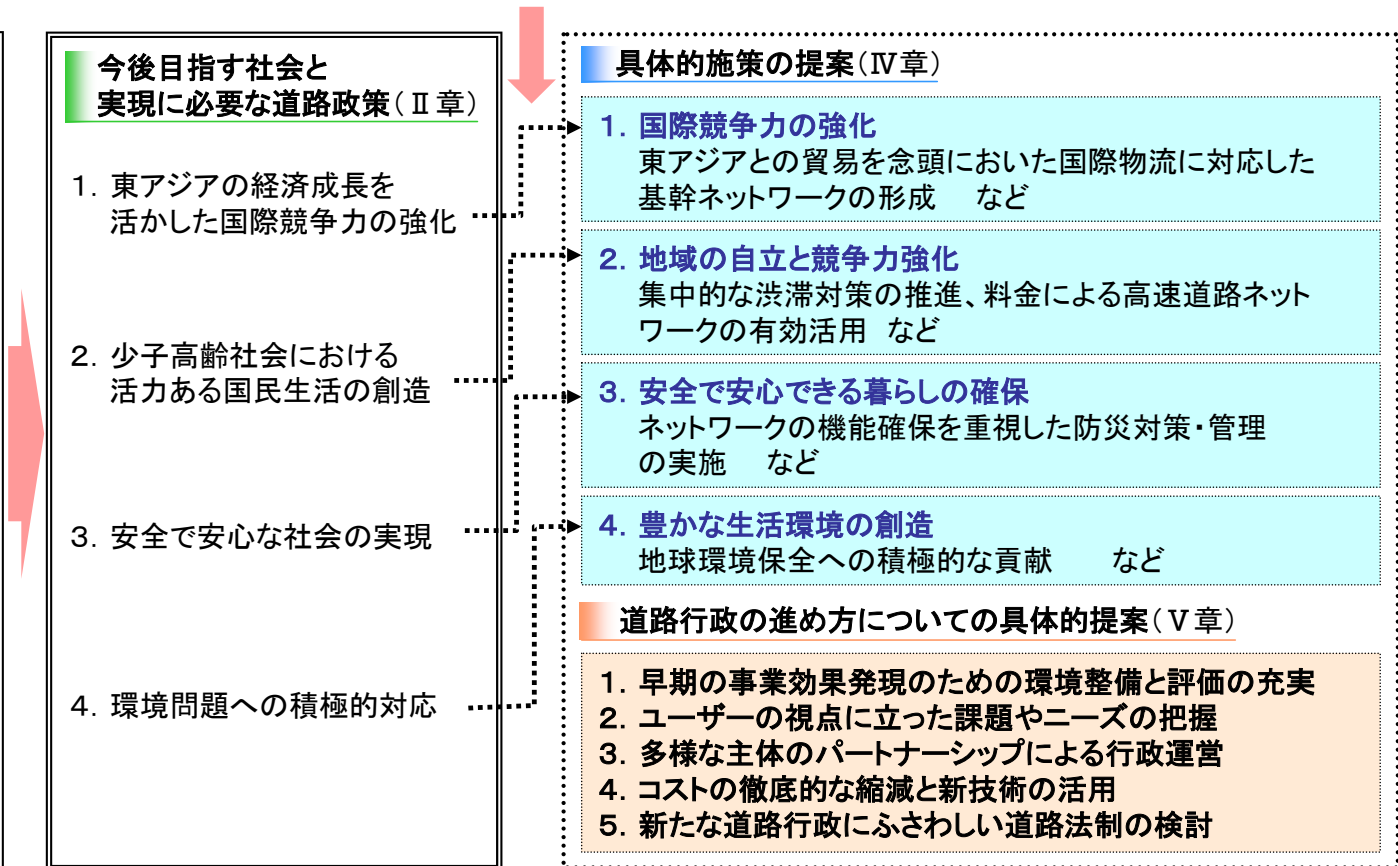 今後目指す社会と
実現に必要な道路政策(Ⅱ章)
1. 東アジアの経済成長を
活かした国際競争力の強化
2. 少子高齢社会における
活力ある国民生活の創造
3. 安全で安心な社会の実現
4. 環境問題への積極的対応
具体的施策の提案(Ⅳ章)
1. 国際競争力の強化
東アジアとの貿易を念頭においた国際物流に対応した
基幹ネットワークの形成 など
2. 地域の自立と競争力強化
集中的な渋滞対策の推進、料金による高速道路ネット
ワークの有効活用 など
3. 安全で安心できる暮らしの確保
ネットワークの機能確保を重視した防災対策・管理
の実施 など
4. 豊かな生活環境の創造
地球環境保全への積極的な貢献 など
道路行政の進め方についての具体的提案(Ⅴ章)
1. 早期の事業効果発現のための環境整備と評価の充実
2. ユーザーの視点に立った課題やニーズの把握
3. 多様な主体のパートナーシップによる行政運営
4. コストの徹底的な縮減と新技術の活用
5. 新たな道路行政にふさわしい道路法制の検討